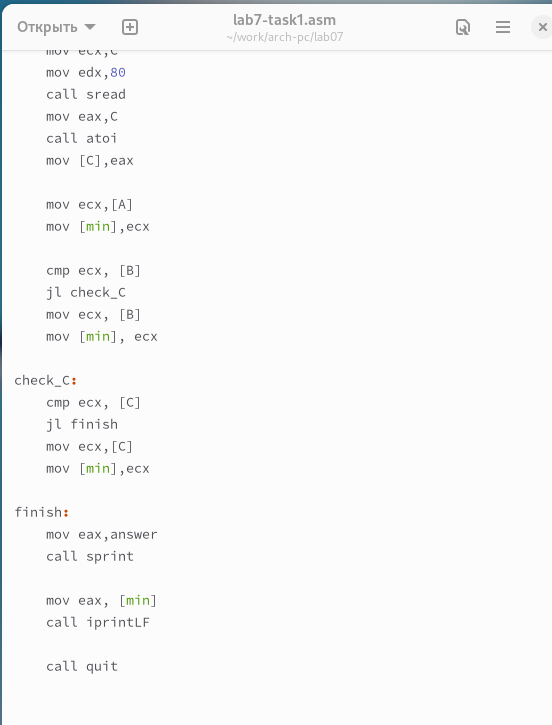 Открыть
lab7-task1.asm
~/work/arch-pc/lab07
mov ecx,C
mov edx,80
call sread
mov eax,C
call atoi
mov [C],eax
mov ecx,[A]
mov [min],ecx
cmp ecx, [B]
jl check_C
mov ecx, [B]
mov [min], ecx
check_C:
cmp ecx, [C]
jl finish
mov ecx,[C]
mov [min],ecx
finish:
mov eax,answer
call sprint
mov eax, [min]
call iprintLF
call quit